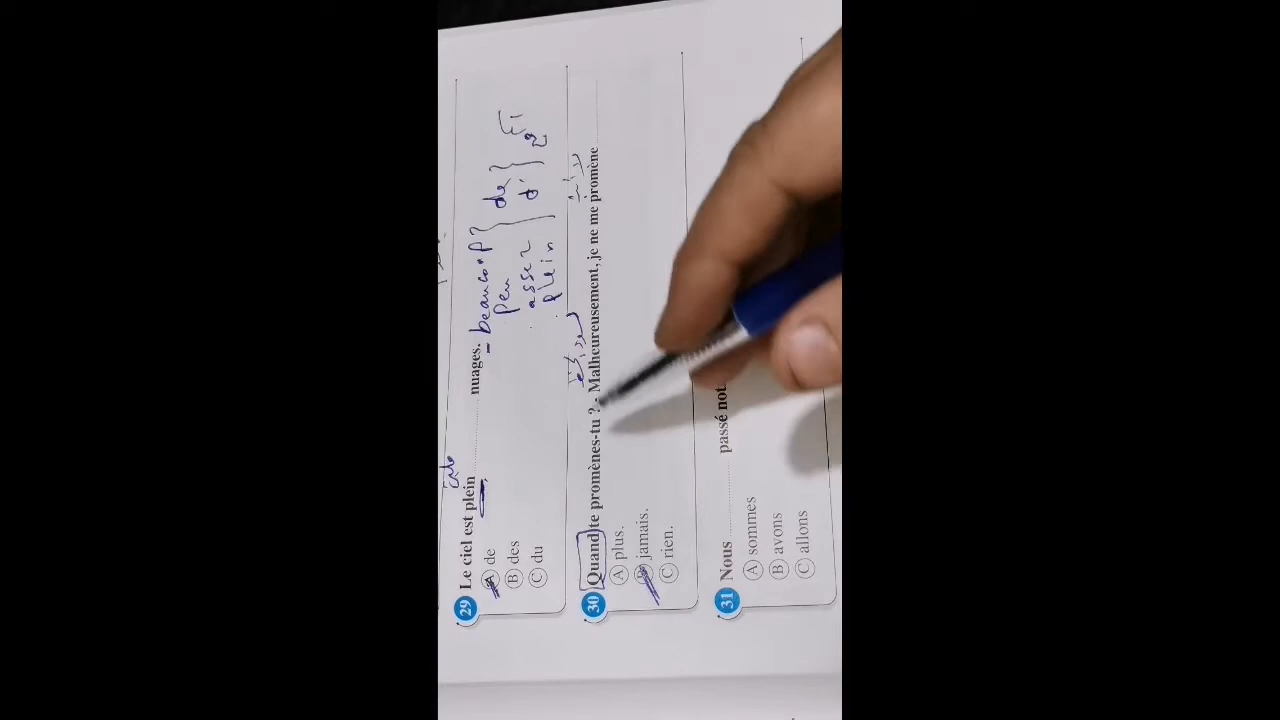 29 Le ciel est plein .................... nuages.
A de
B des
C du
- beaucoup
peu
assez
plein
de
d'
30 Quand te promènes-tu ? - Malheureusement, je ne me promène ....................
A plus.
B jamais.
C rien.
31 Nous .................... passé not
A sommes
B avons
C allons